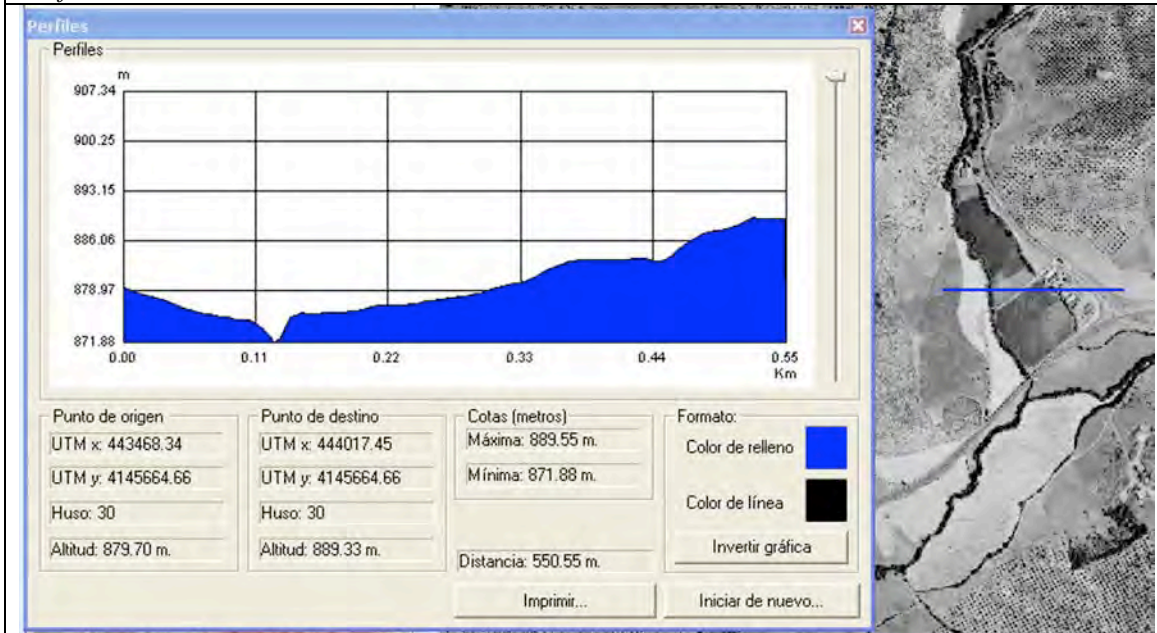 Perfiles
Perfiles
m
907.34
900.25
893.15
886.06
878.97
871.88
0.00 0.11 0.22 0.33 0.44 0.55
Km
Punto de origen
UTM x: 443468.34
UTM y: 4145664.66
Huso: 30
Altitud: 879.70 m.
Punto de destino
UTM x: 444017.45
UTM y: 4145664.66
Huso: 30
Altitud: 889.33 m.
Cotas (metros)
Máxima: 889.55 m.
Mínima: 871.88 m.
Distancia: 550.55 m.
Formato:
Color de relleno
Color de línea
Invertir gráfica
Imprimir...
Iniciar de nuevo...